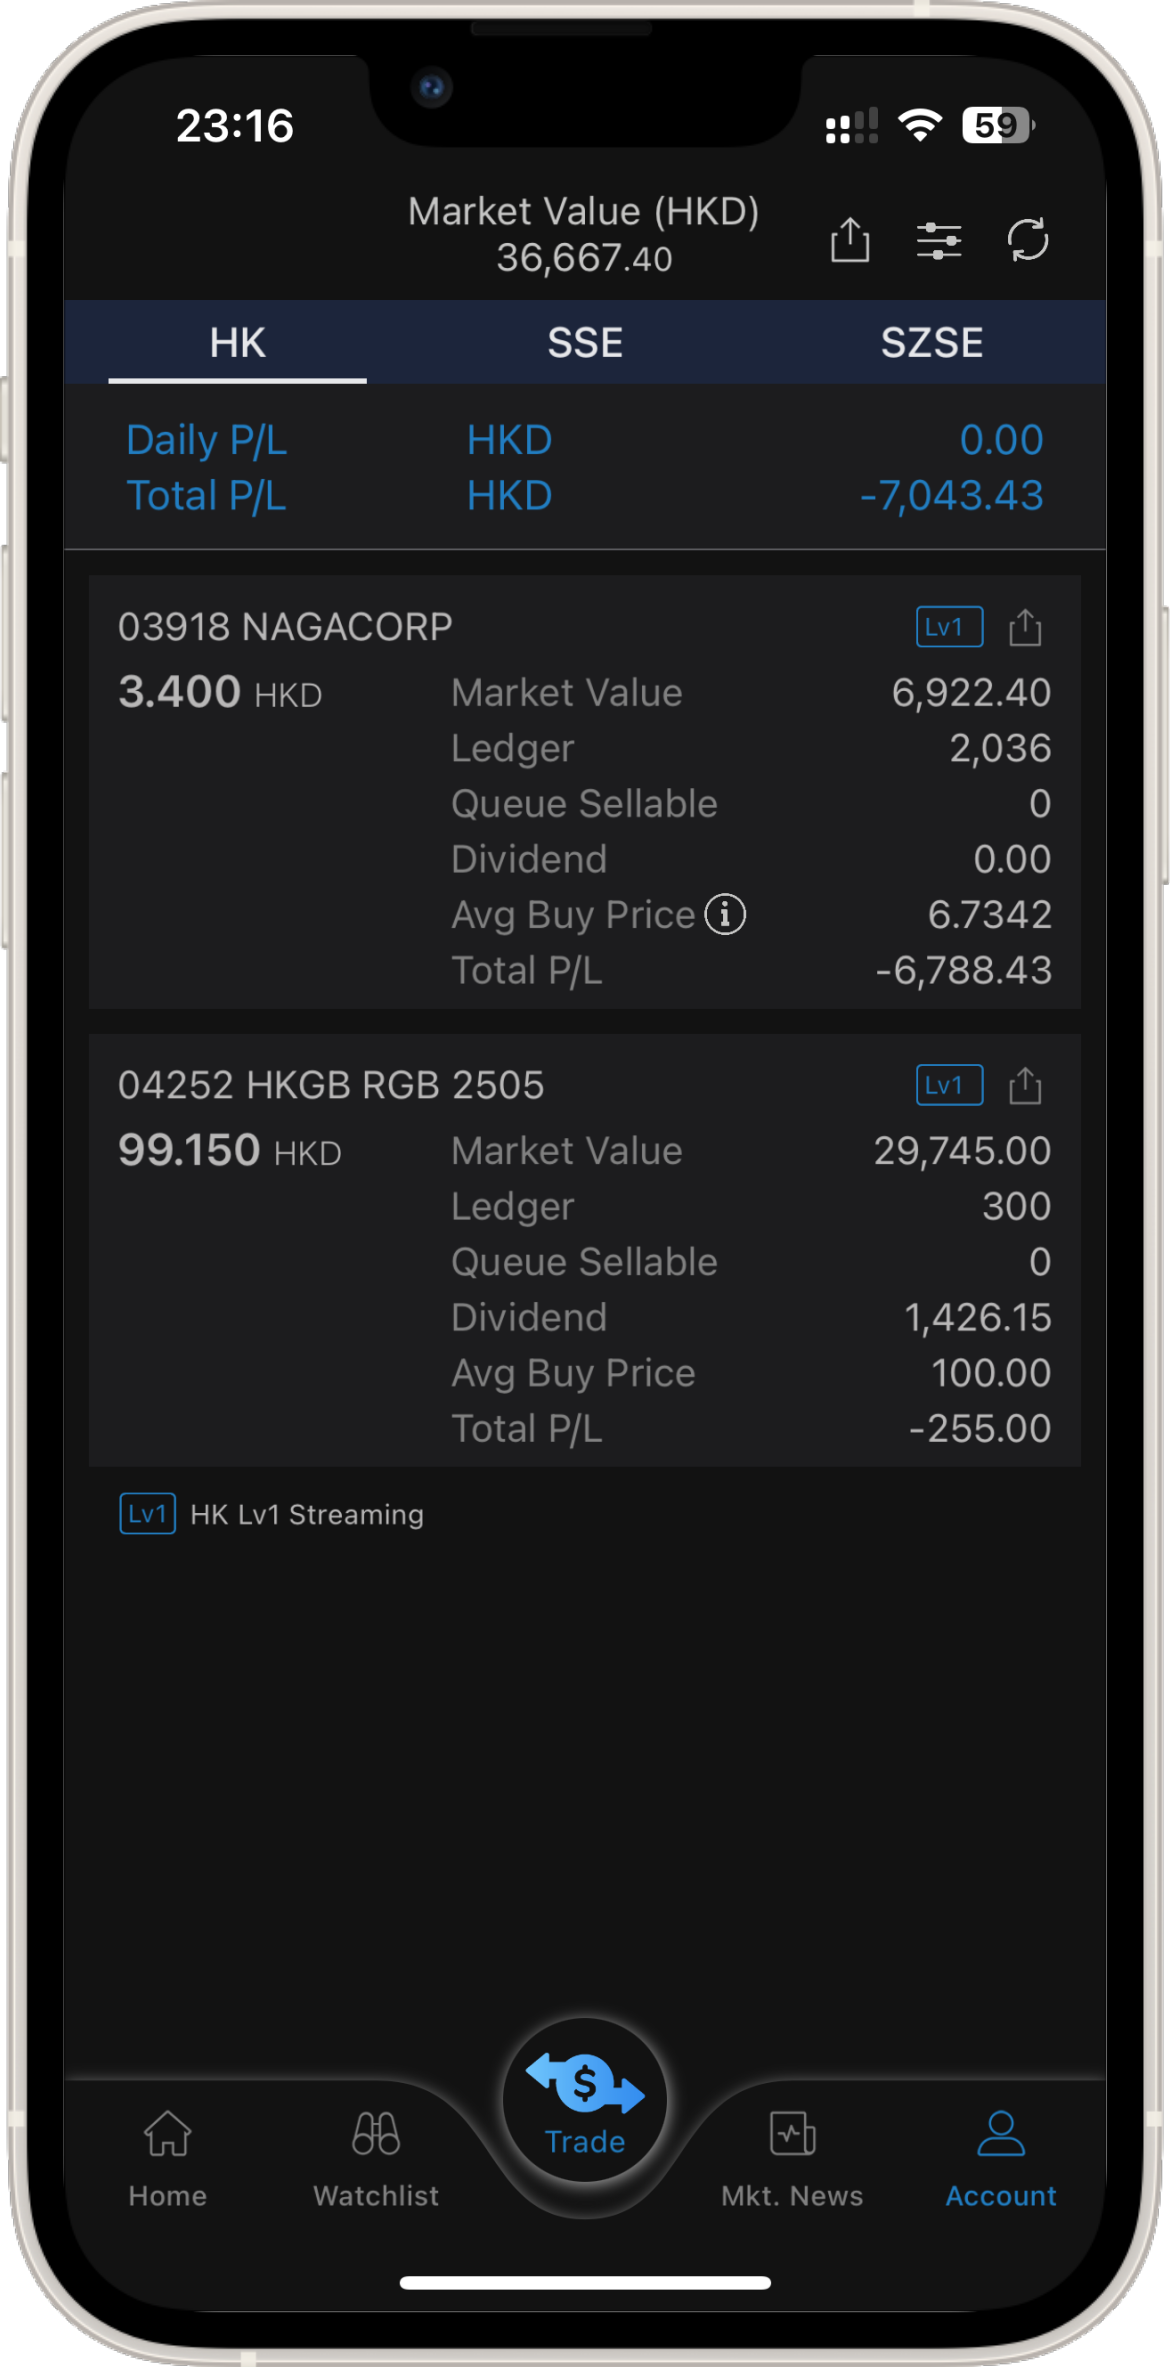 23:16 59
Market Value (HKD)
36,667.40
HK SSE SZSE
Daily P/L HKD 0.00
Total P/L HKD -7,043.43
03918 NAGACORP Lv1
3.400 HKD Market Value 6,922.40
Ledger 2,036
Queue Sellable 0
Dividend 0.00
Avg Buy Price i 6.7342
Total P/L -6,788.43
04252 HKGB RGB 2505 Lv1
99.150 HKD Market Value 29,745.00
Ledger 300
Queue Sellable 0
Dividend 1,426.15
Avg Buy Price 100.00
Total P/L -255.00
Lv1 HK Lv1 Streaming
$
Trade
Home Watchlist Mkt. News Account